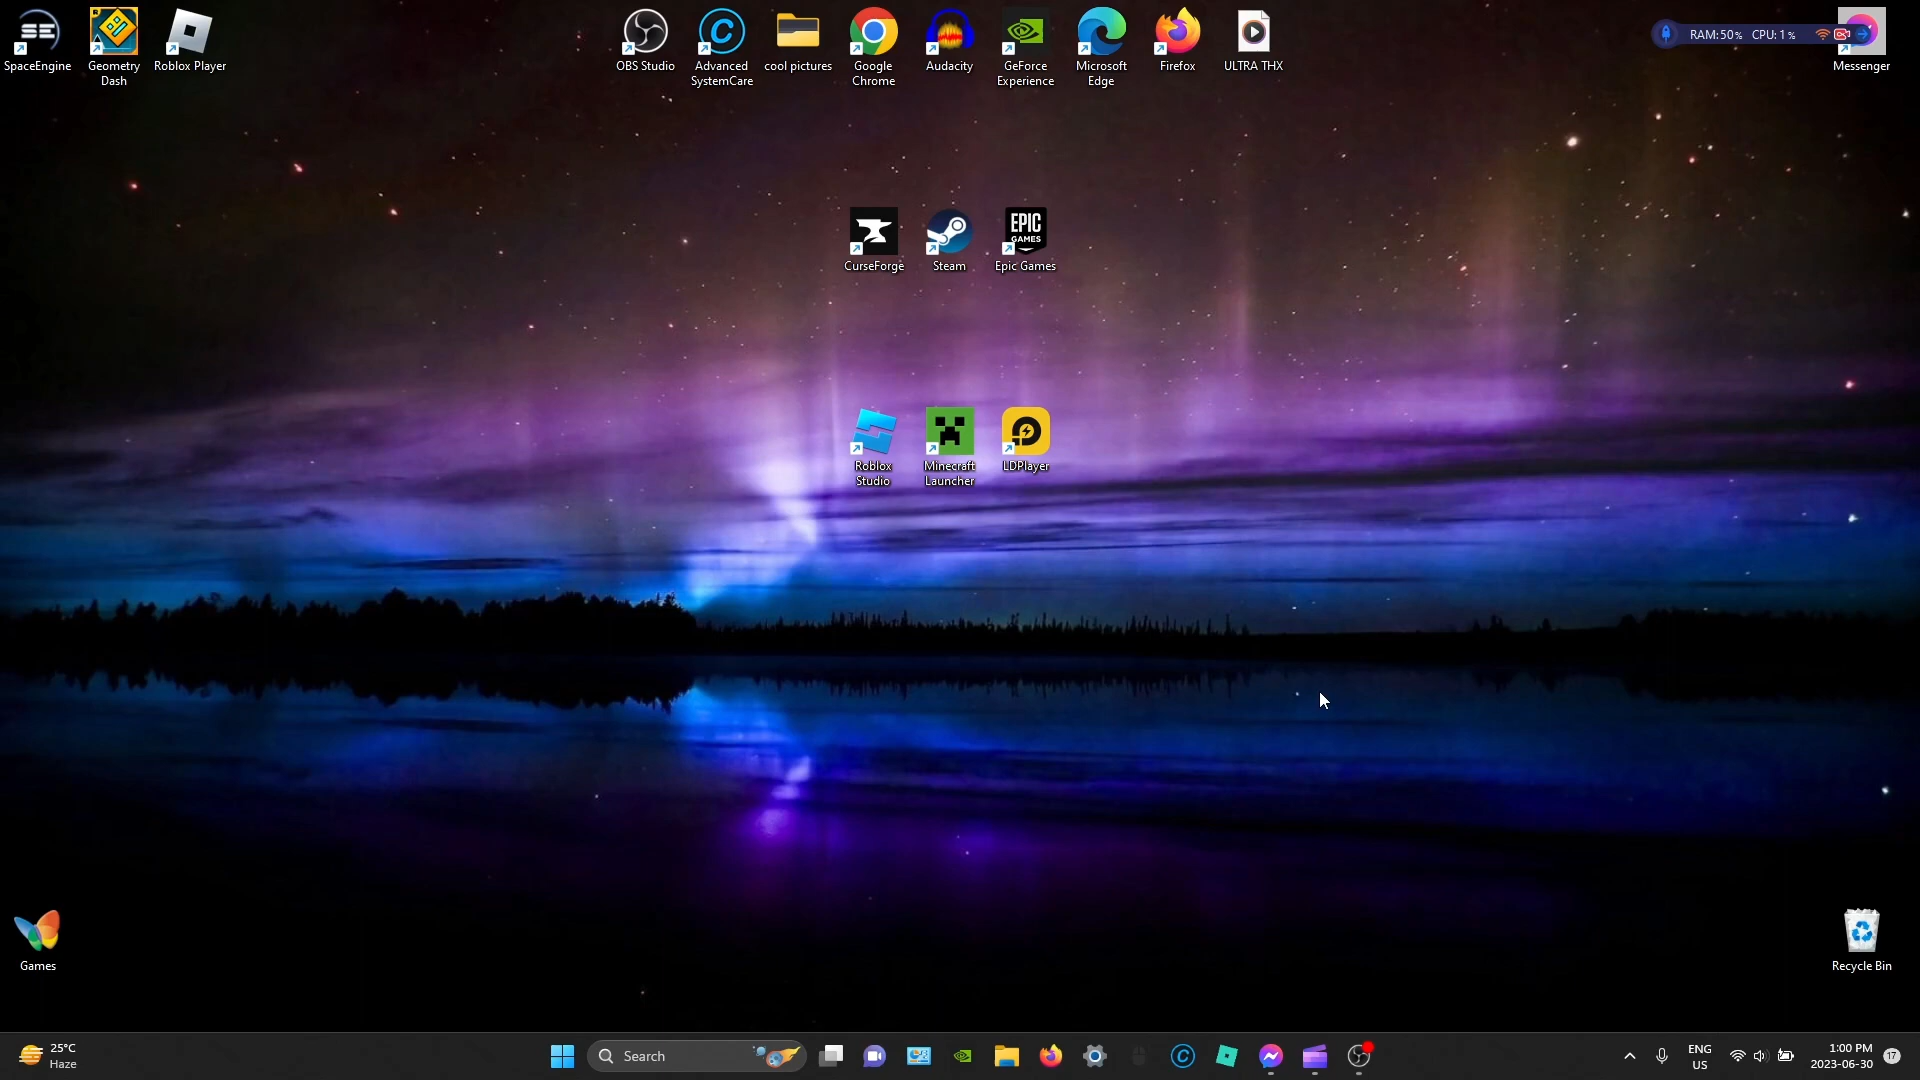 SE
SpaceEngine
Geometry
Dash
Roblox Player
OBS Studio
Advanced
SystemCare
cool pictures
Google
Chrome
Audacity
GeForce
Experience
Microsoft
Edge
Firefox
ULTRA THX
RAM:50% CPU: 1%
Messenger
CurseForge
Steam
EPIC
GAMES
Epic Games
Roblox
Studio
Minecraft
Launcher
LDPlayer
Games
Recycle Bin
25°C
Haze
Search
ENG
US
1:00 PM
2023-06-30
17